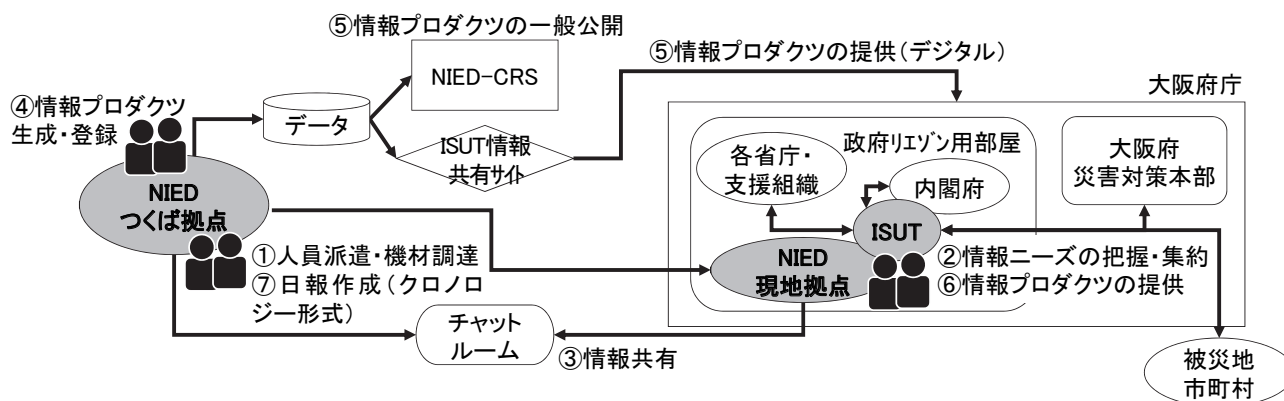 ⑤情報プロダクツの一般公開
⑤情報プロダクツの提供(デジタル)
NIED-CRS
大阪府庁
④情報プロダクツ
生成・登録
データ
ISUT情報
共有サイト
政府リエゾン用部屋
各省庁・
支援組織
内閣府
大阪府
災害対策本部
NIED
つくば拠点
ISUT
①人員派遣・機材調達
⑦日報作成(クロノロ
ジー形式)
NIED
現地拠点
②情報ニーズの把握・集約
⑥情報プロダクツの提供
チャット
ルーム
③情報共有
被災地
市町村